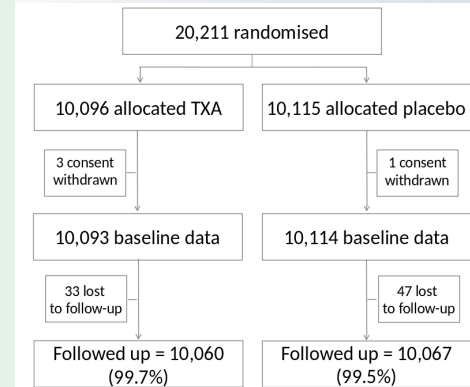 20,211 randomised
10,096 allocated TXA
10,115 allocated placebo
3 consent
withdrawn
1 consent
withdrawn
10,093 baseline data
10,114 baseline data
33 lost
to follow-up
47 lost
to follow-up
Followed up = 10,060
(99.7%)
Followed up = 10,067
(99.5%)